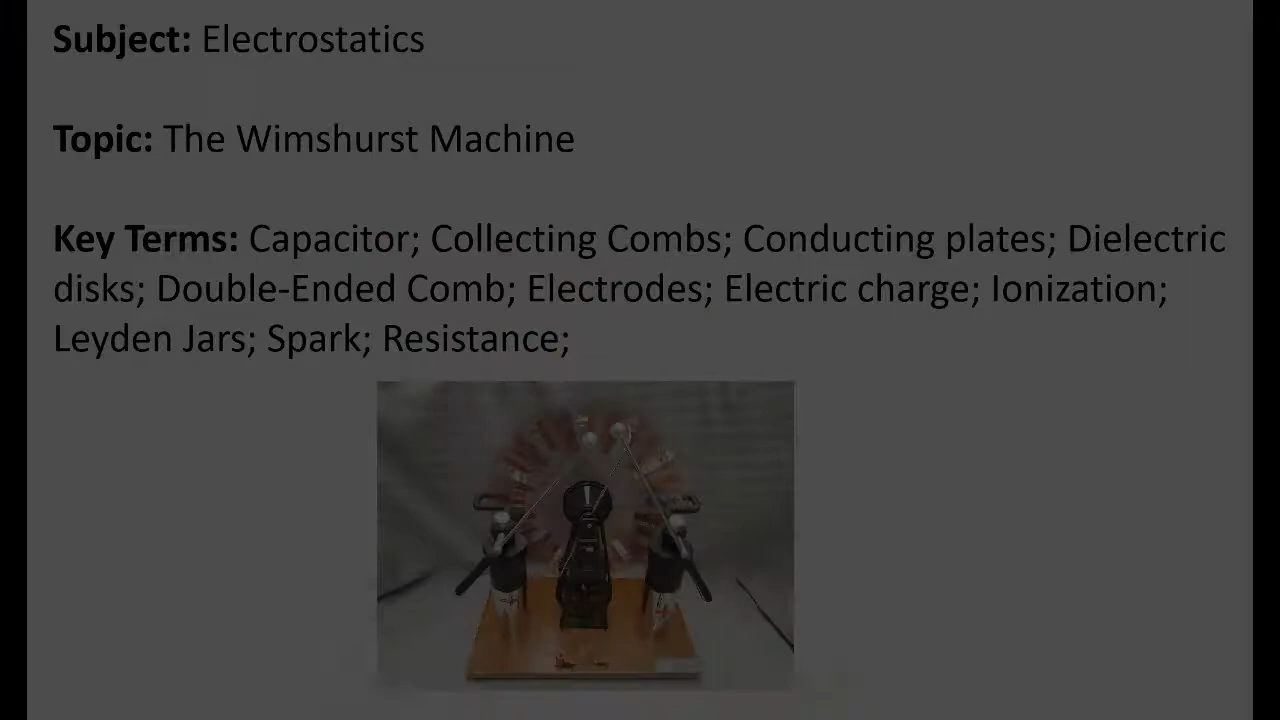 Subject: Electrostatics
Topic: The Wimshurst Machine
Key Terms: Capacitor; Collecting Combs; Conducting plates; Dielectric
disks; Double-Ended Comb; Electrodes; Electric charge; Ionization;
Leyden Jars; Spark; Resistance;